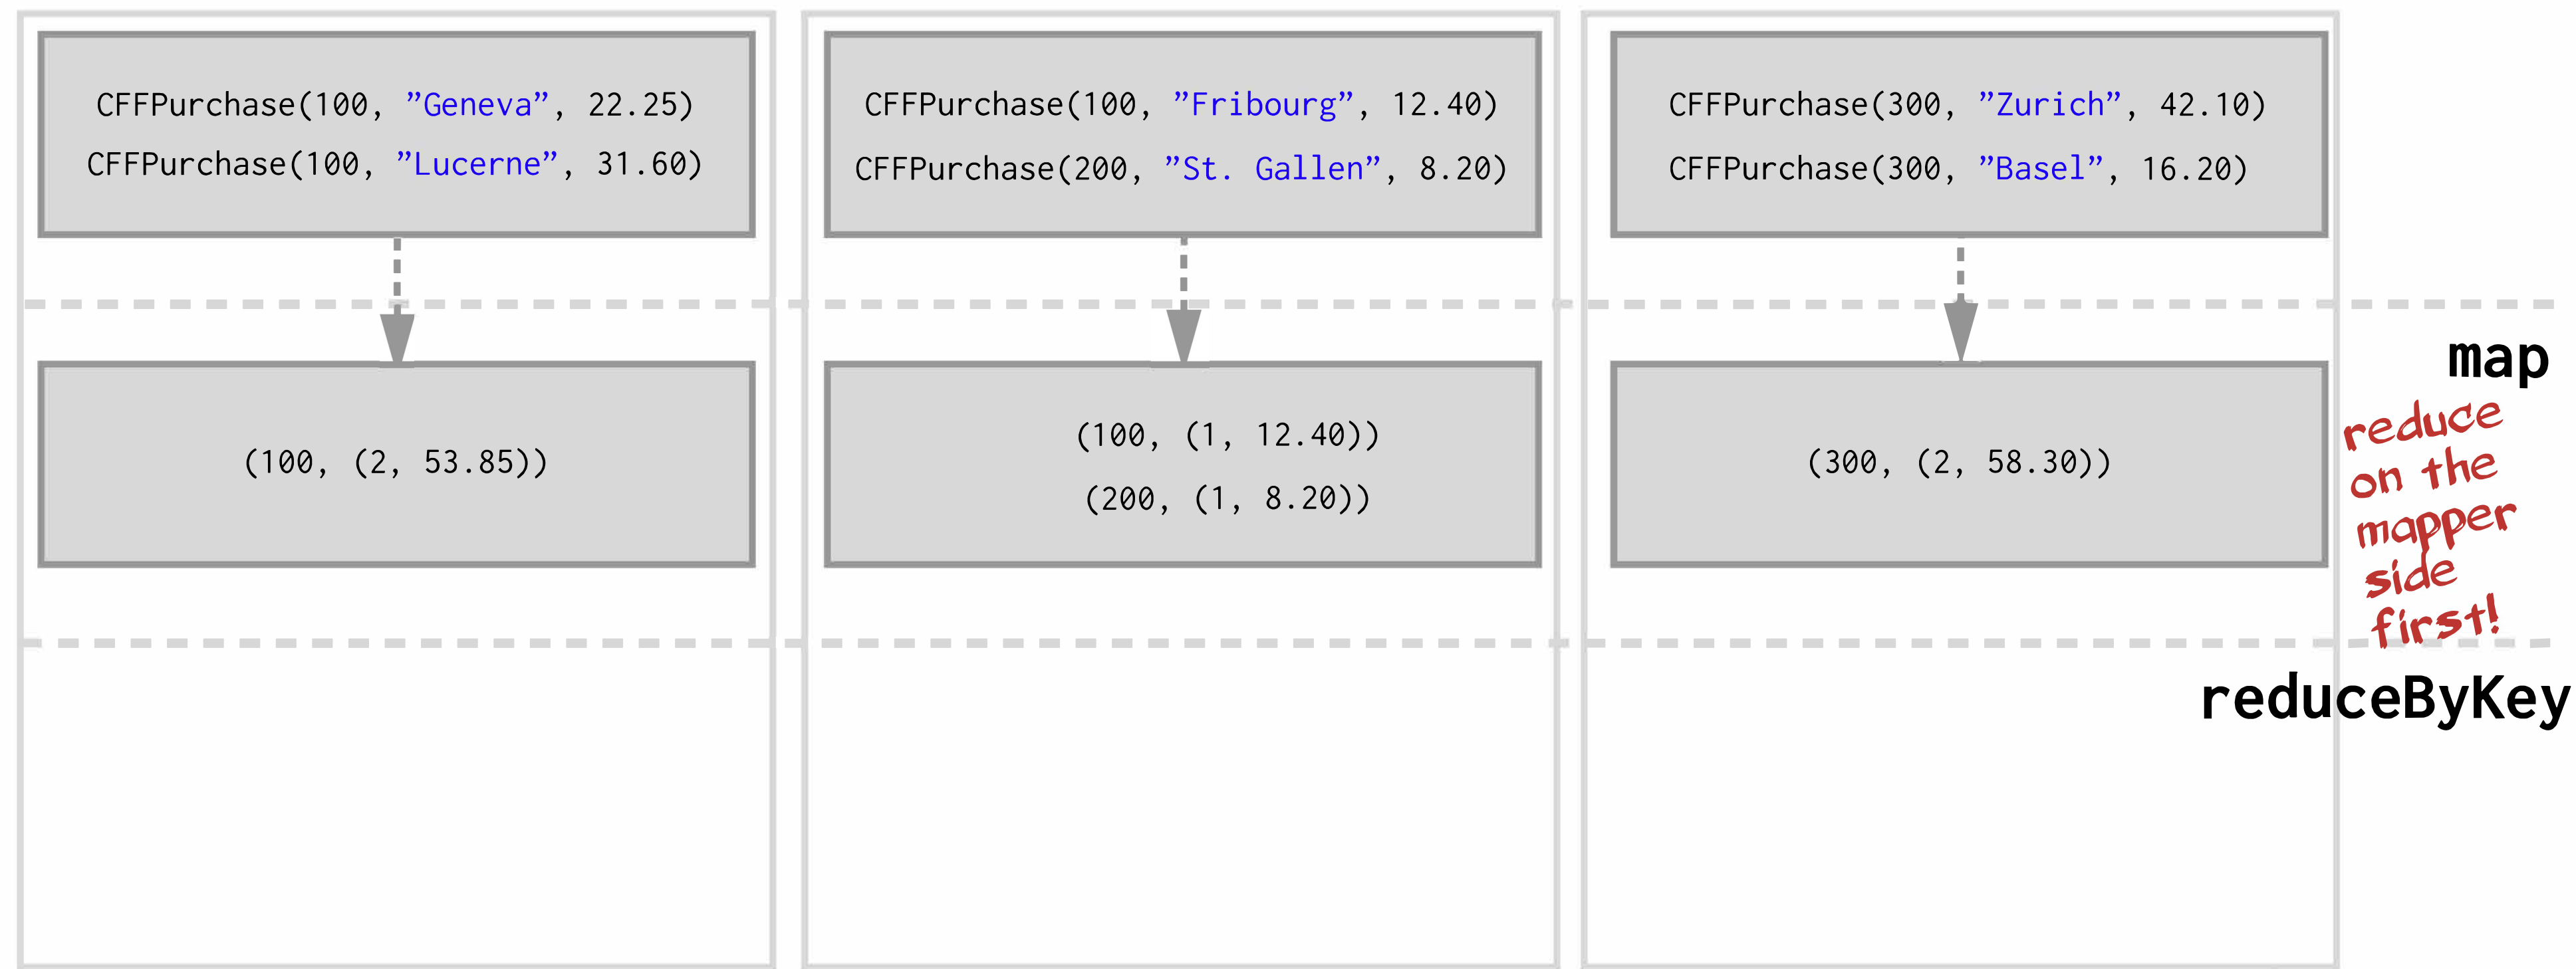 CFFPurchase(100, ”Geneva”, 22.25)
CFFPurchase(100, ”Lucerne”, 31.60)
CFFPurchase(100, ”Fribourg”, 12.40)
CFFPurchase(200, ”St. Gallen”, 8.20)
CFFPurchase(300, ”Zurich”, 42.10)
CFFPurchase(300, ”Basel”, 16.20)
map
(100, (2, 53.85))
(100, (1, 12.40))
(200, (1, 8.20))
(300, (2, 58.30))
reduce
on the
mapper
side
first!
reduceByKey